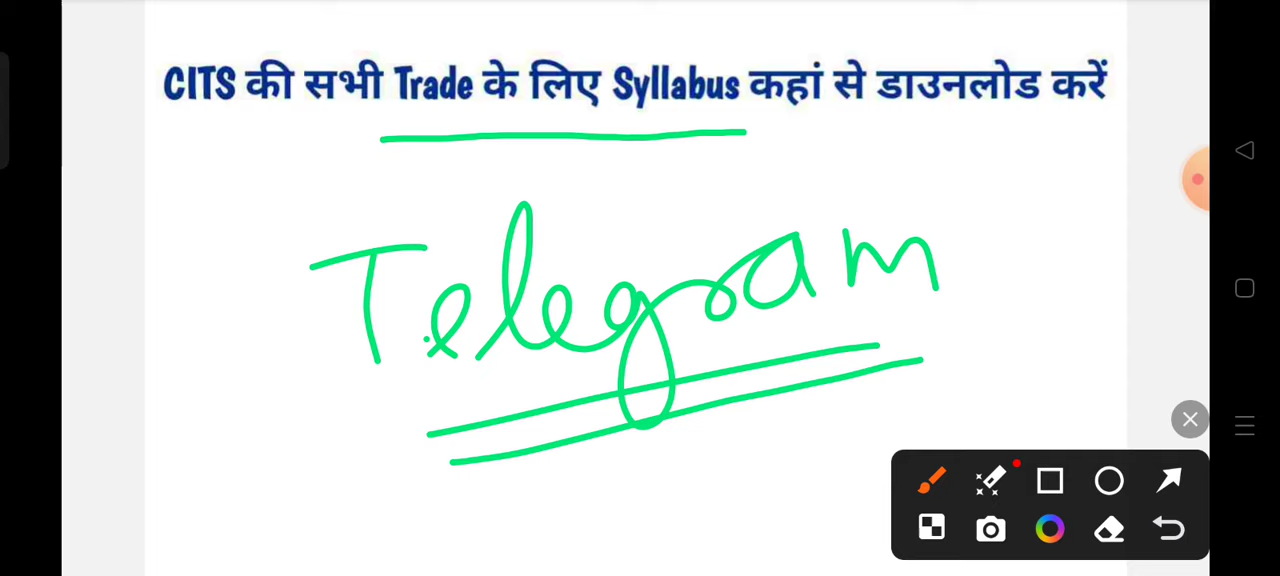 CITS की सभी Trade के लिए Syllabus कहां से डाउनलोड करें
Telegram